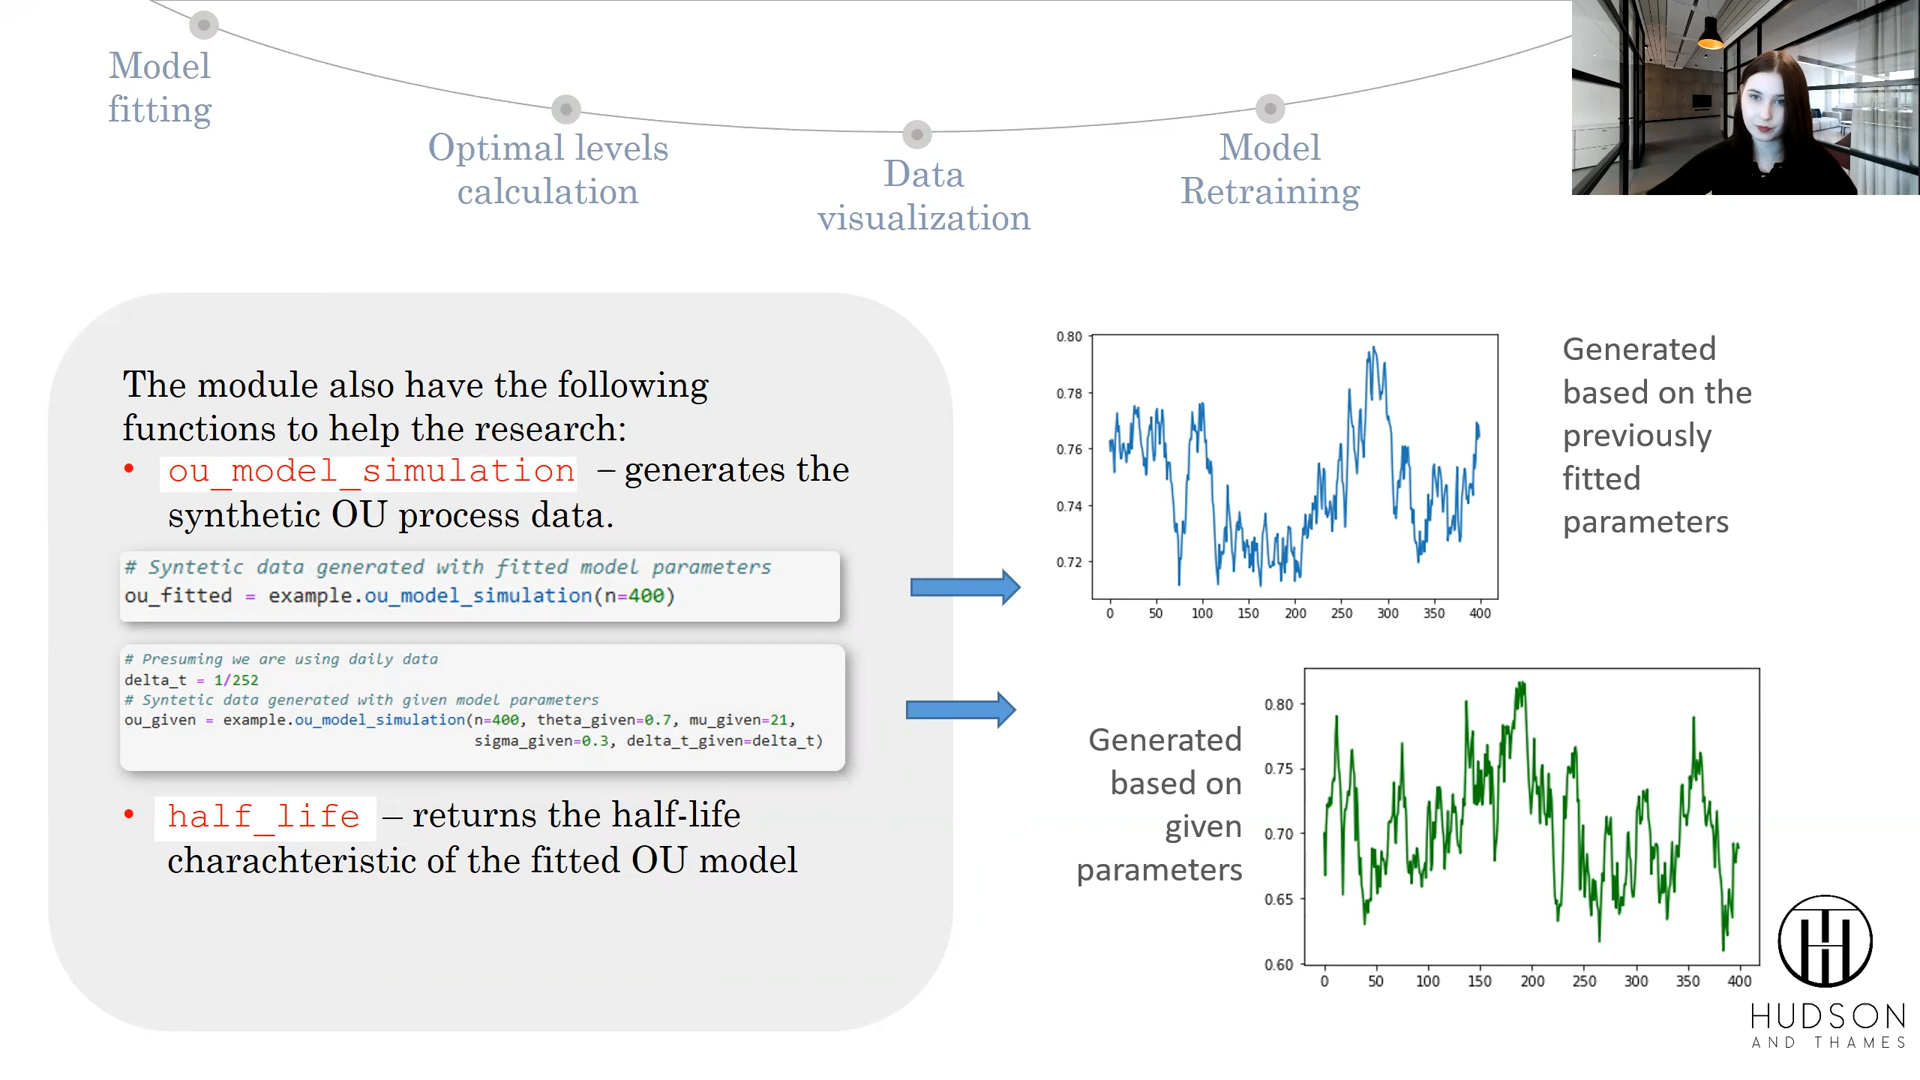 Model
fitting
Optimal levels
calculation
Data
visualization
Model
Retraining
The module also have the following
functions to help the research:
• ou_model_simulation – generates the
synthetic OU process data.
# Syntetic data generated with fitted model parameters
ou_fitted = example.ou_model_simulation(n=400)
# Presuming we are using daily data
delta_t = 1/252
# Syntetic data generated with given model parameters
ou_given = example.ou_model_simulation(n=400, theta_given=0.7, mu_given=21,
sigma_given=0.3, delta_t_given=delta_t)
• half_life – returns the half-life
charachteristic of the fitted OU model
0.80
0.78
0.76
0.74
0.72
0 50 100 150 200 250 300 350 400
Generated
based on the
previously
fitted
parameters
Generated
based on
given
parameters
0.80
0.75
0.70
0.65
0.60
0 50 100 150 200 250 300 350 400
HUDSON
AND THAMES